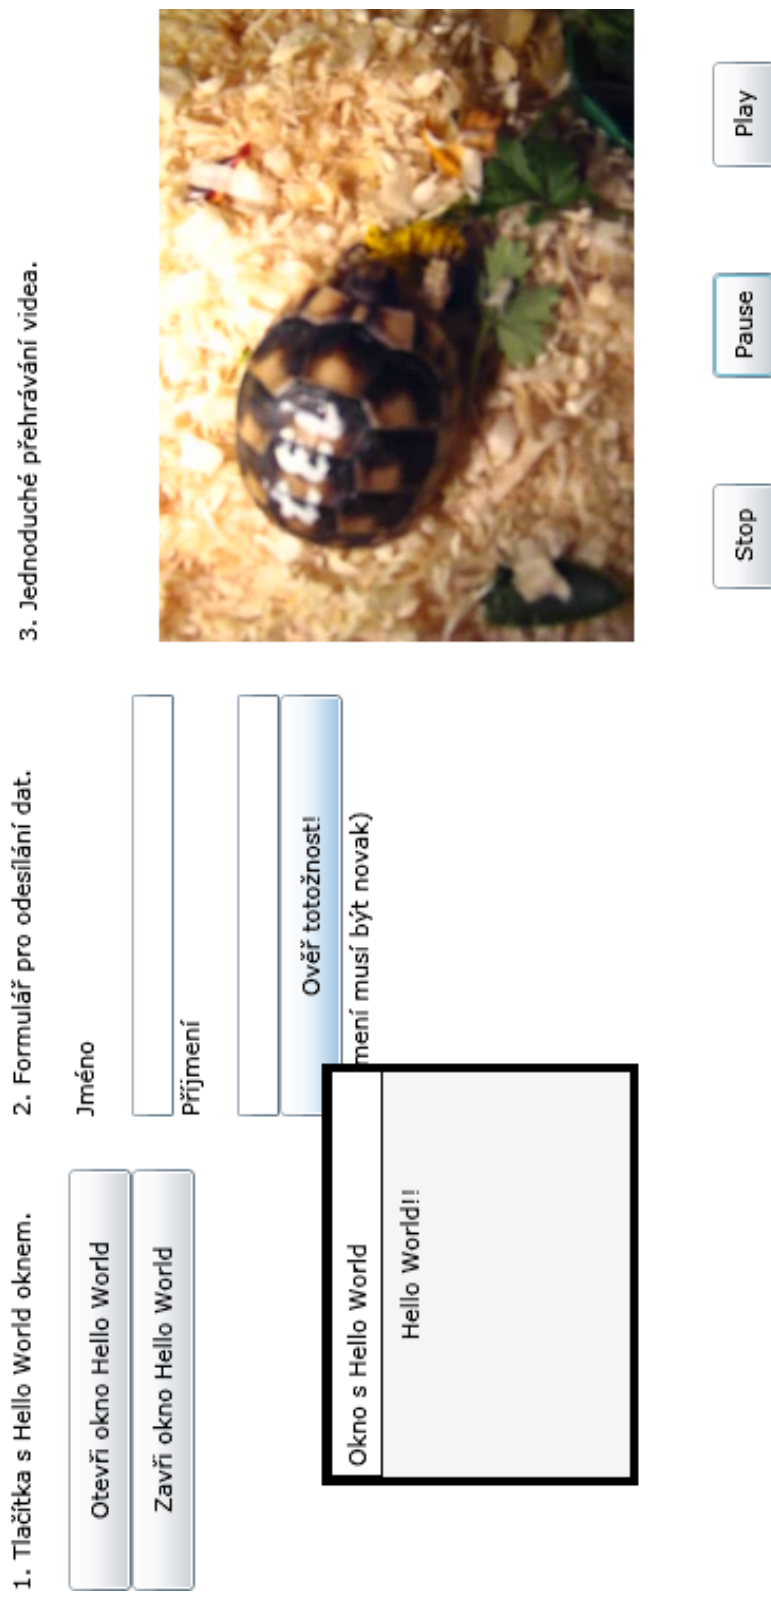 1. Tlačítka s Hello World oknem.
Otevři okno Hello World
Zavři okno Hello World
Okno s Hello World
Hello World!!
2. Formulář pro odesílání dat.
Jméno
Příjmení
Ověř totožnost!
mení musí být novak)
3. Jednoduché přehrávání videa.
Stop
Pause
Play